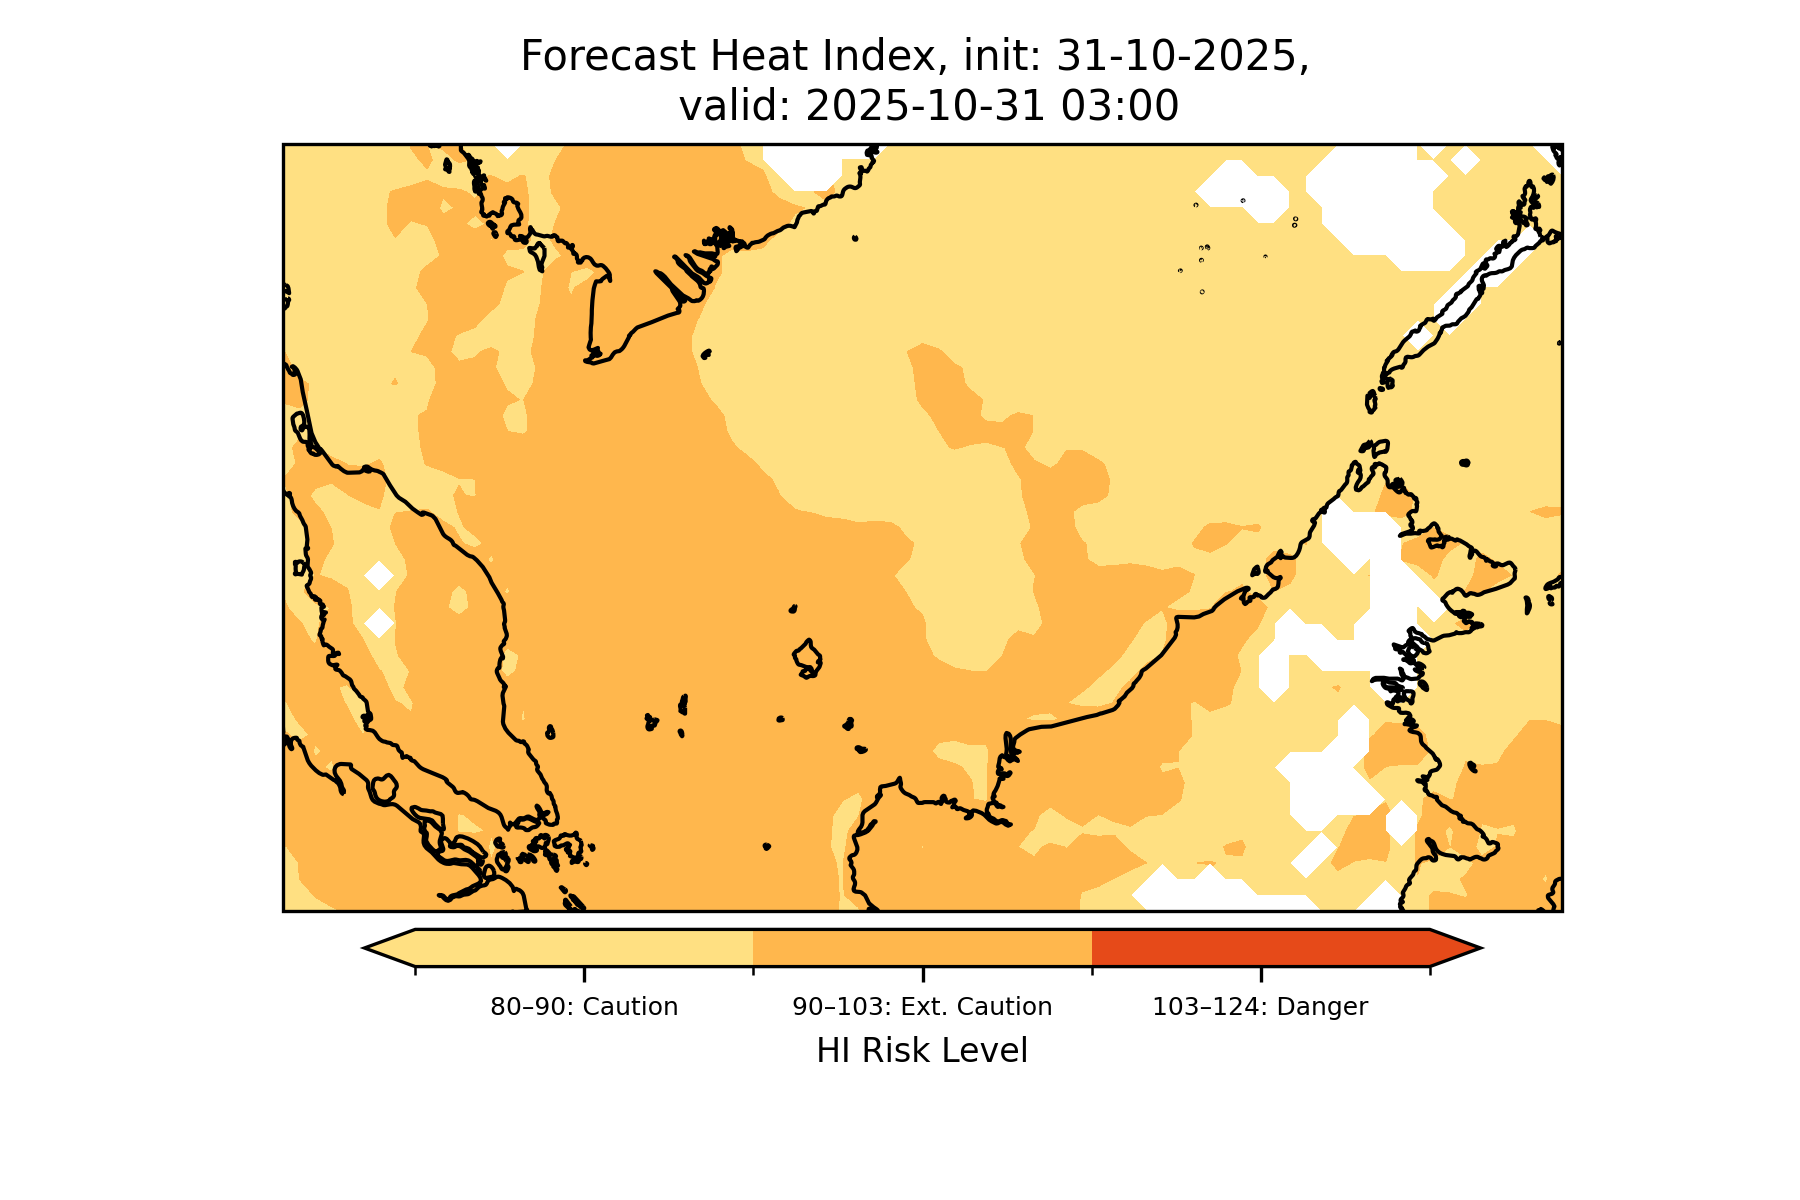 Forecast Heat Index, init: 31-10-2025,
valid: 2025-10-31 03:00
80–90: Caution
90–103: Ext. Caution
103–124: Danger
HI Risk Level